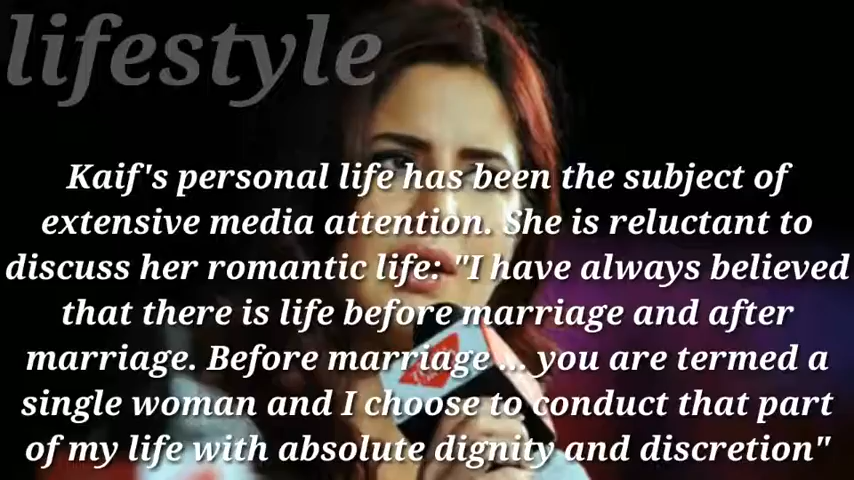 lifestyle
Kaif's personal life has been the subject of
extensive media attention. She is reluctant to
discuss her romantic life: "I have always believed
that there is life before marriage and after
marriage. Before marriage ... you are termed a
single woman and I choose to conduct that part
of my life with absolute dignity and discretion"